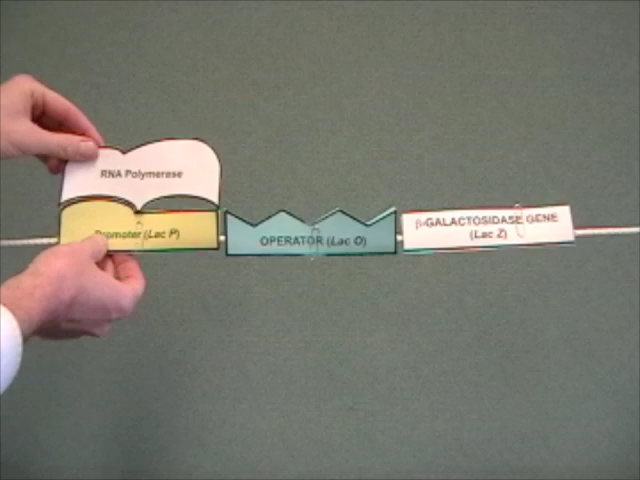 RNA Polymerase
Promoter (Lac P)
OPERATOR (Lac O)
β-GALACTOSIDASE GENE
(Lac Z)